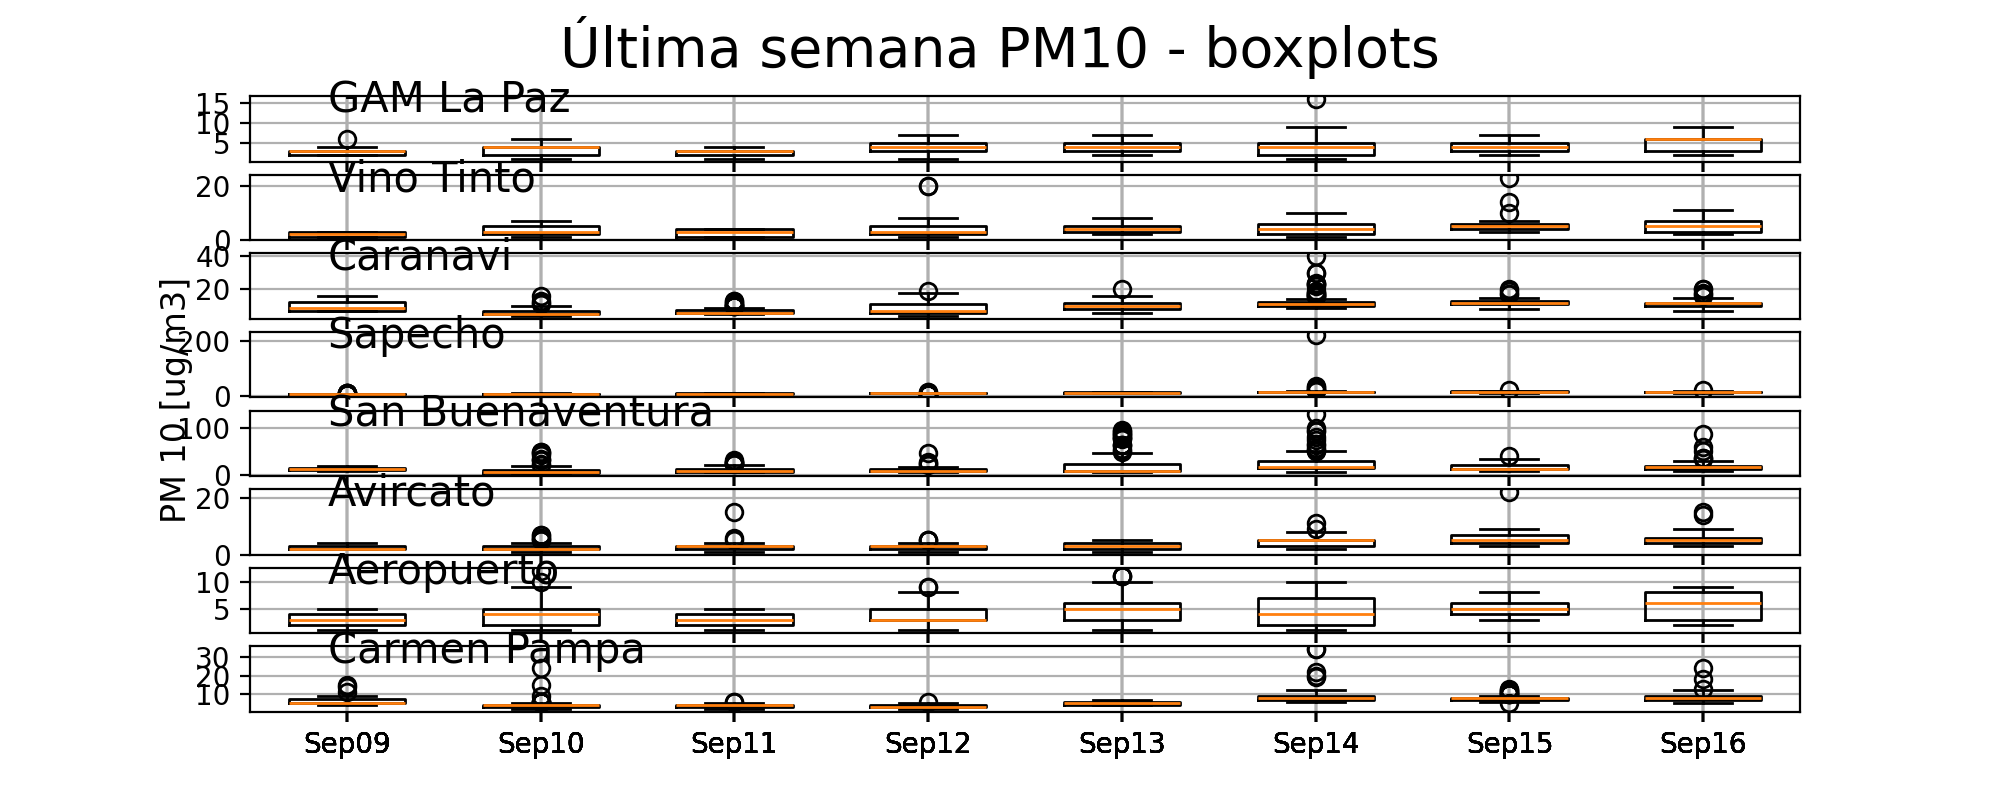 Última semana PM10 - boxplots
GAM La Paz
15
10
5
Vino Tinto
20
0
Caranavi
40
20
Sapecho
200
0
San Buenaventura
100
0
Avircato
20
0
Aeropuerto
10
5
Carmen Pampa
30
20
10
PM 10 [ug/m3]
Sep09 Sep10 Sep11 Sep12 Sep13 Sep14 Sep15 Sep16